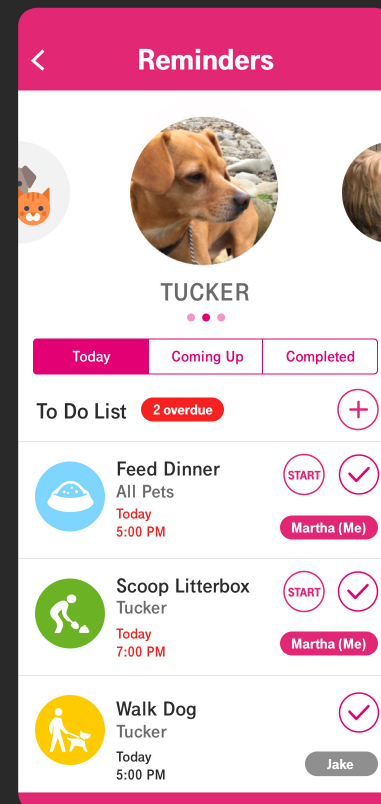 Reminders
TUCKER
Today
Coming Up
Completed
To Do List
2 overdue
Feed Dinner
START
All Pets
Today
5:00 PM
Martha (Me)
Scoop Litterbox
START
Tucker
Today
7:00 PM
Martha (Me)
Walk Dog
Tucker
Today
5:00 PM
Jake